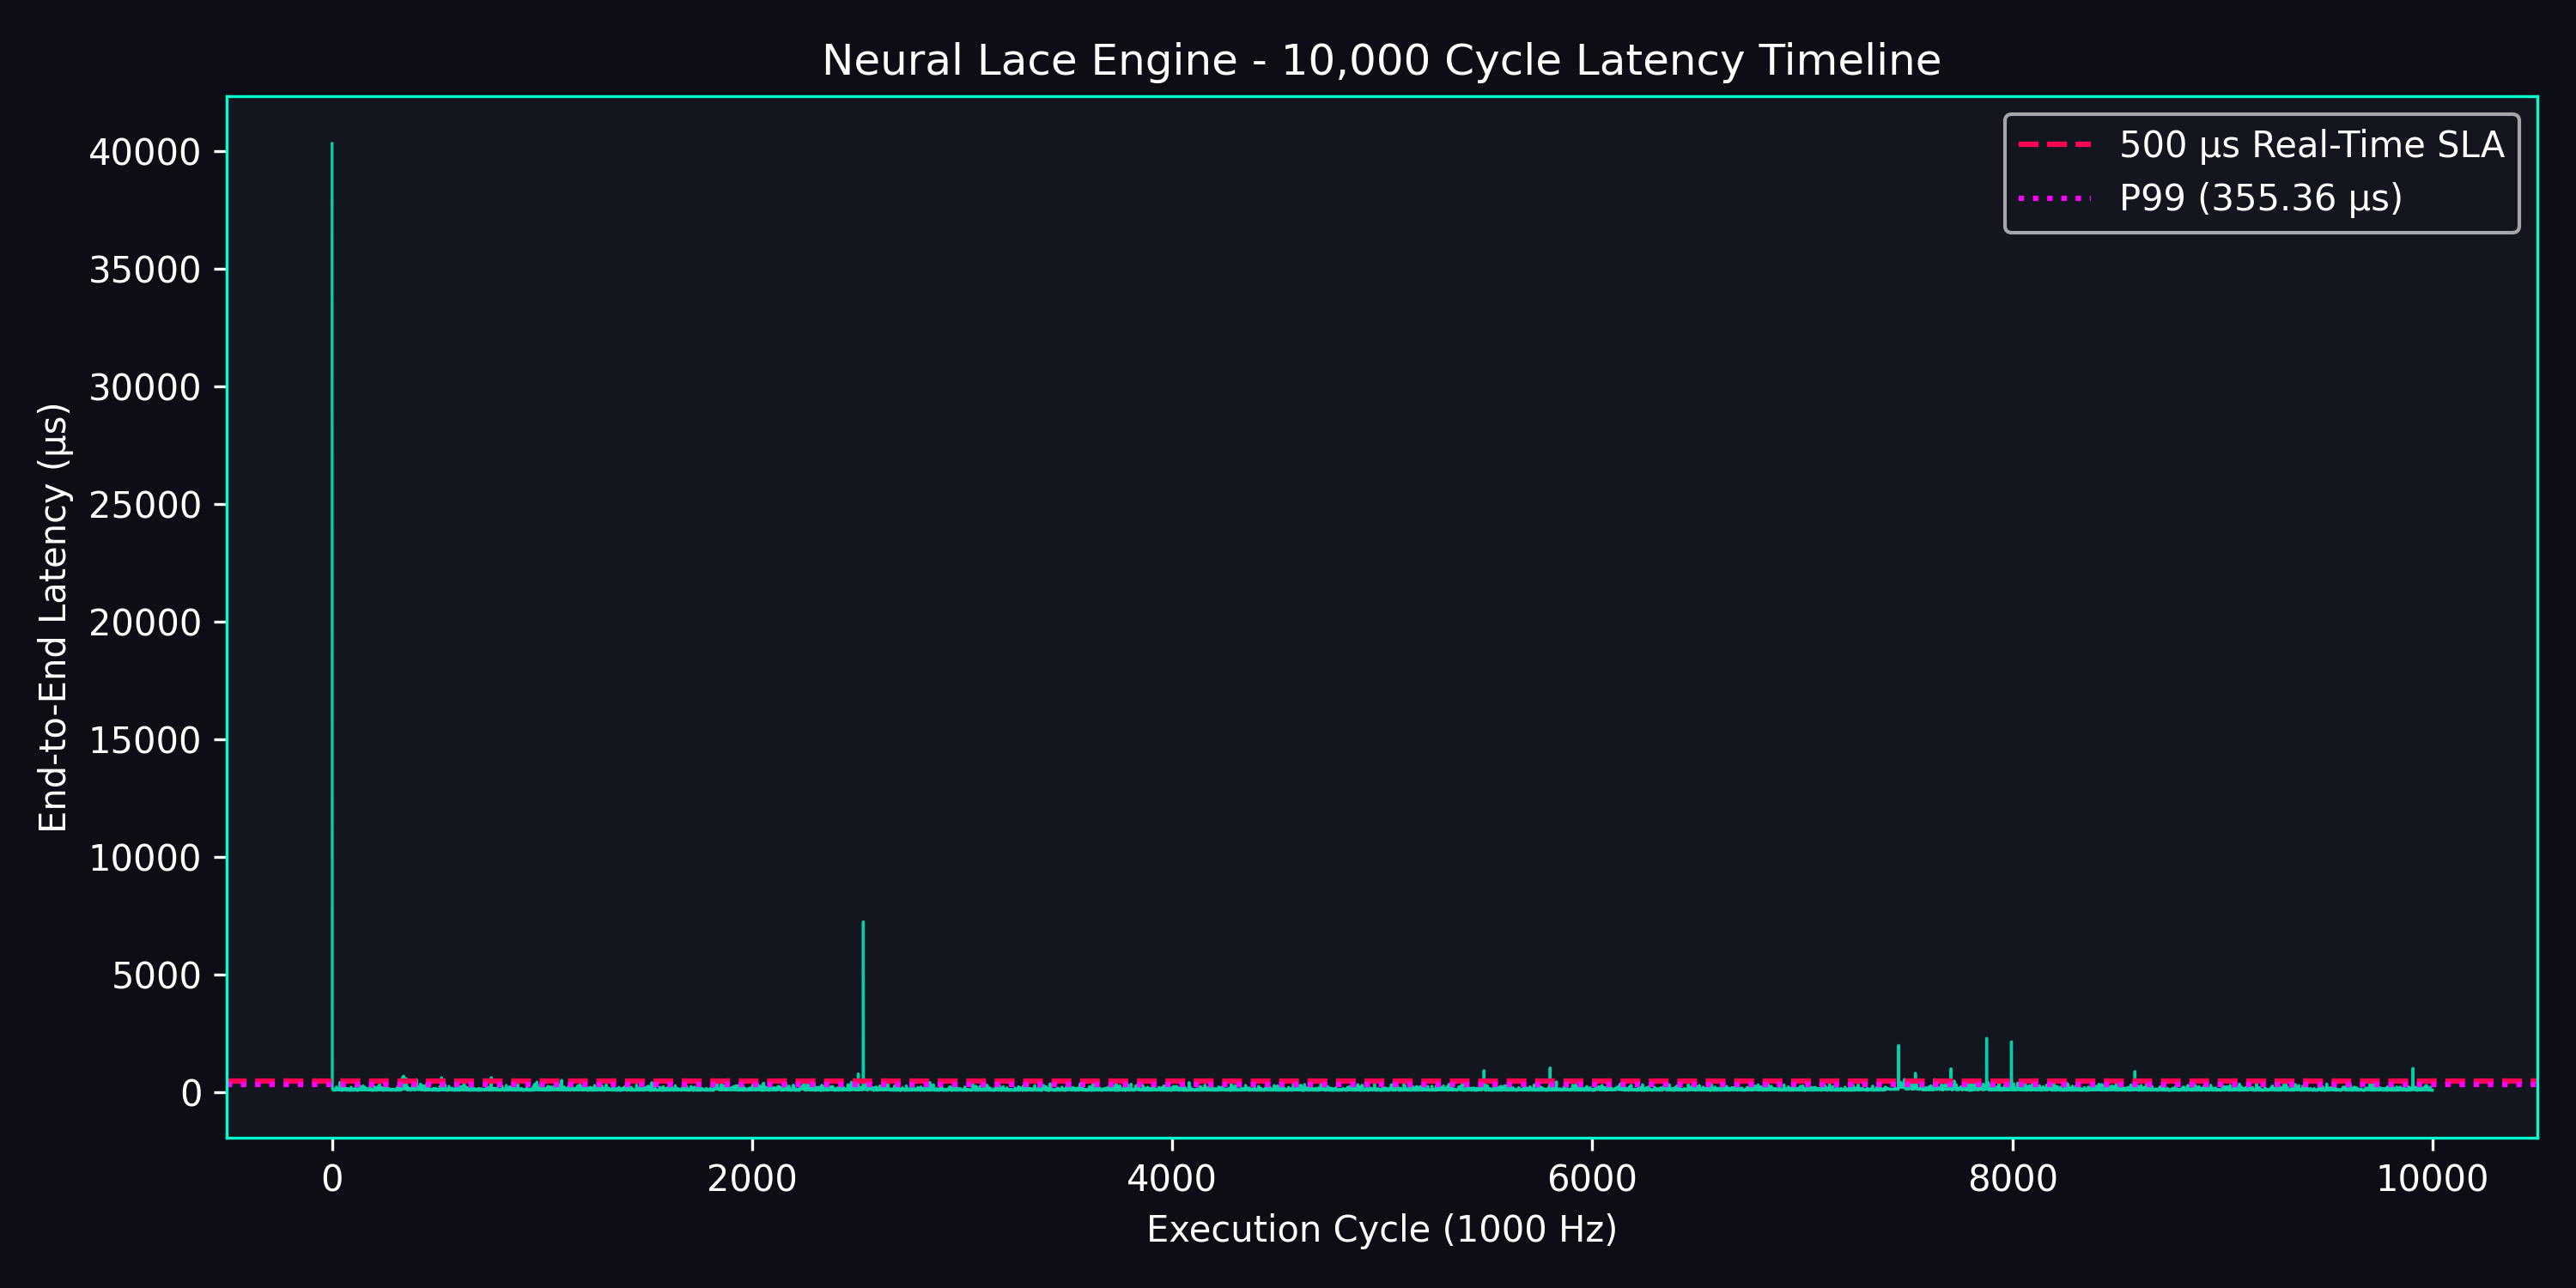 Neural Lace Engine - 10,000 Cycle Latency Timeline
500 µs Real-Time SLA
P99 (355.36 µs)
End-to-End Latency (µs)
40000
35000
30000
25000
20000
15000
10000
5000
0
0 2000 4000 6000 8000 10000
Execution Cycle (1000 Hz)